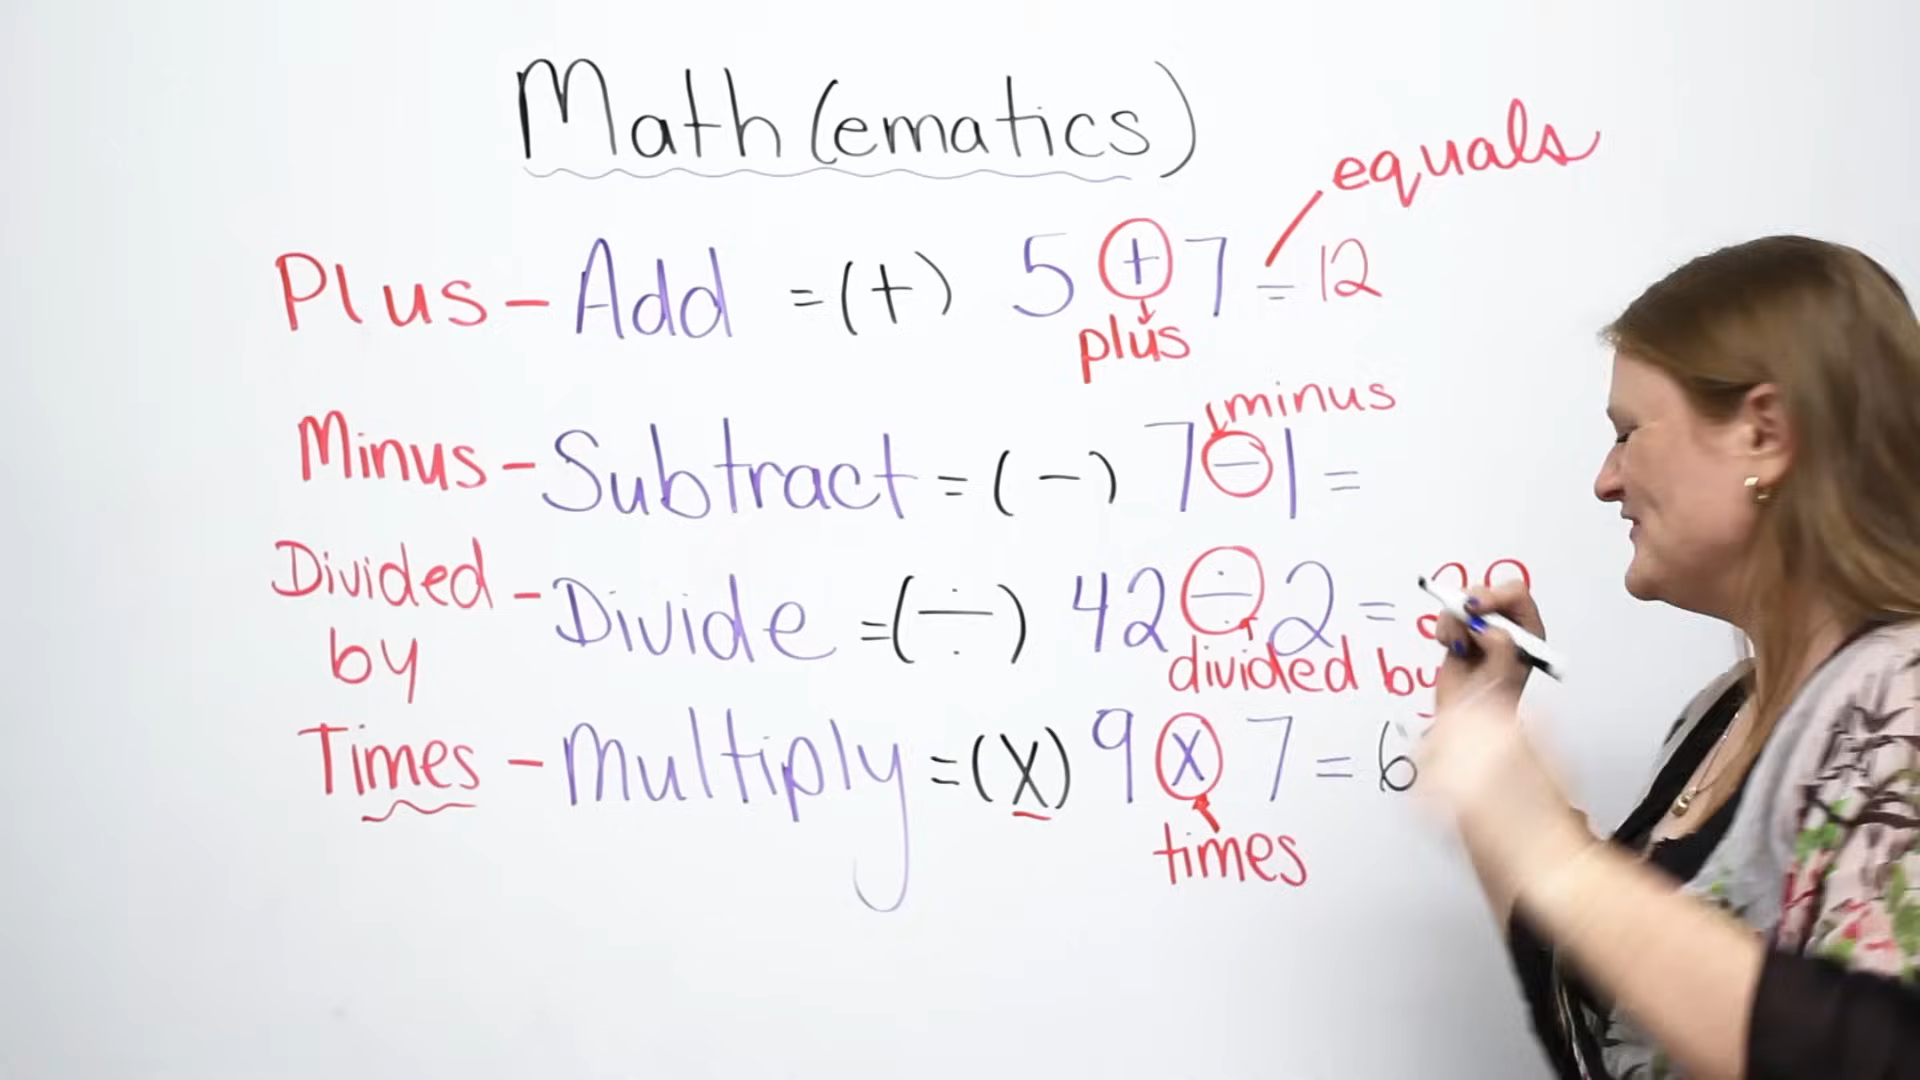 Math(ematics)
equals
Plus - Add = (+) 5 + 7 = 12
plus
minus
Minus - Subtract = (-) 7 - 1 =
Divided by - Divide = (÷) 42 ÷ 2 =
divided by
Times - Multiply = (x) 9 x 7 = 6
times